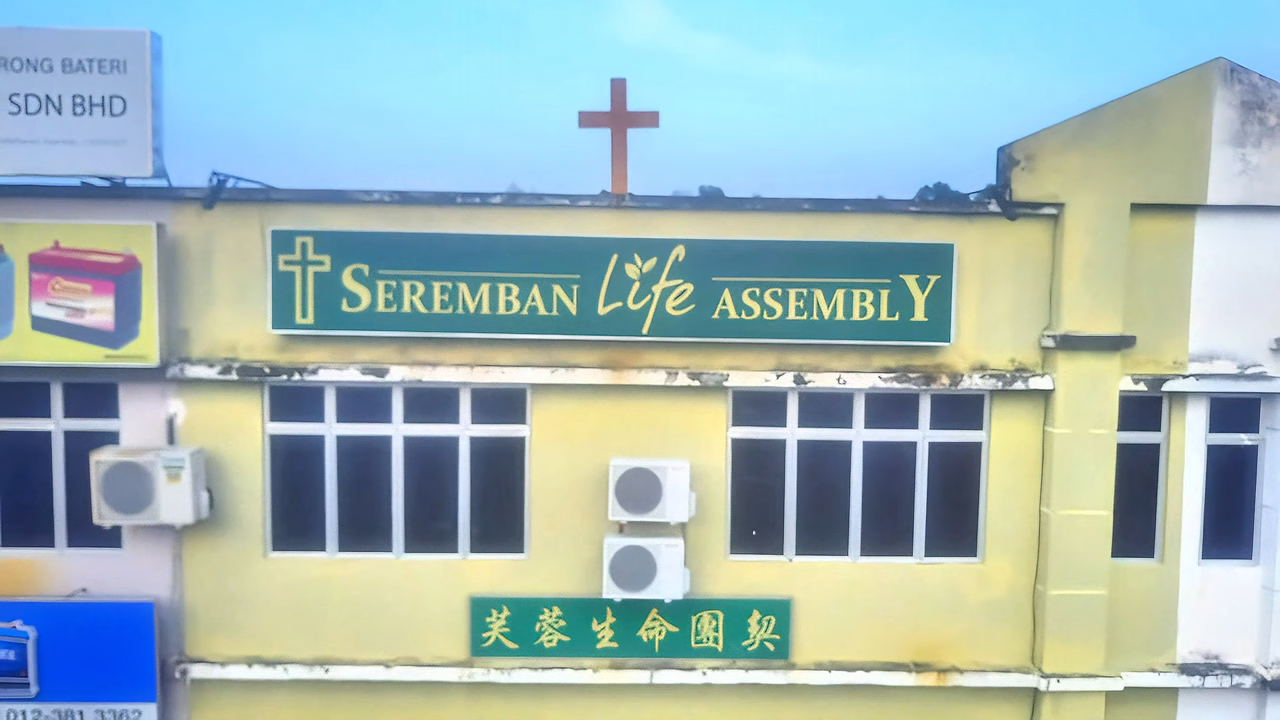 RONG BATERI
SDN BHD
SEREMBAN Life ASSEMBLY
芙蓉生命團契
012-381 3362